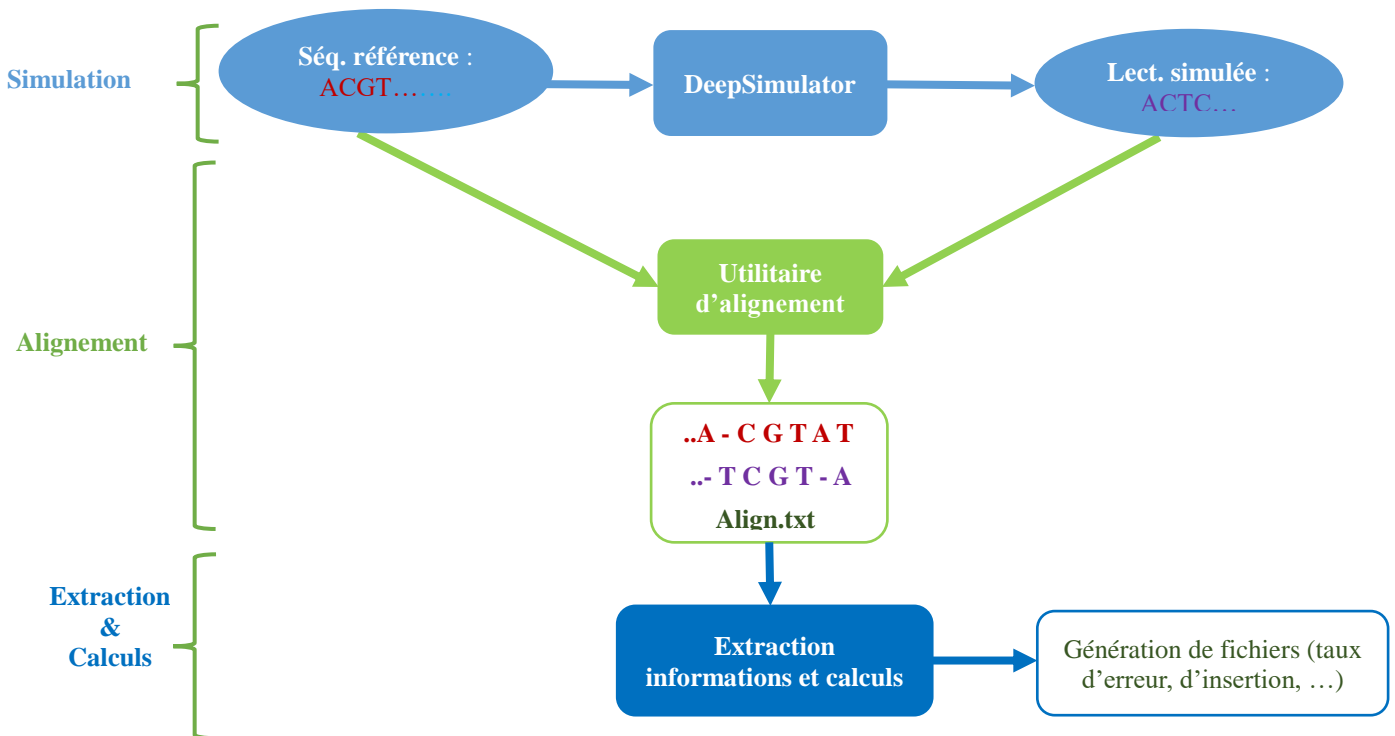 Simulation
Séq. référence :
ACGT………
DeepSimulator
Lect. simulée :
ACTC…
Alignement
Utilitaire
d’alignement
..A - C G T A T
..- T C G T - A
Align.txt
Extraction
&
Calculs
Extraction
informations et calculs
Génération de fichiers (taux
d’erreur, d’insertion, …)